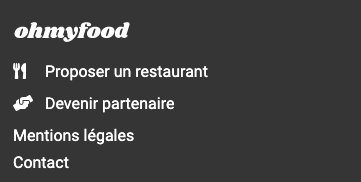 ohmyfood
Proposer un restaurant
Devenir partenaire
Mentions légales
Contact